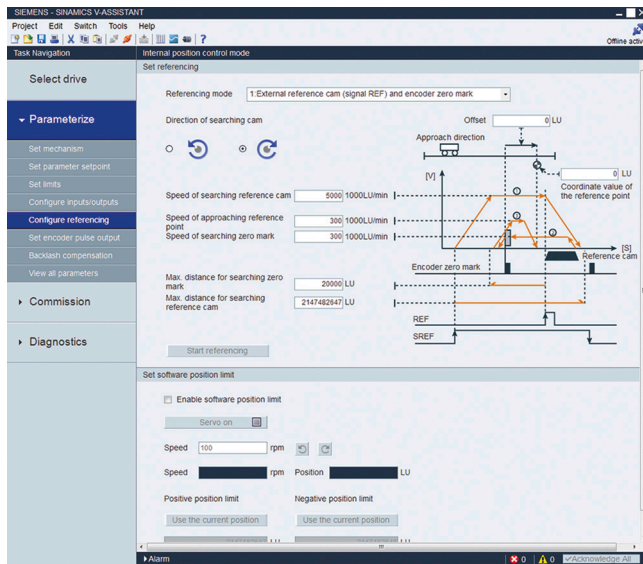 SIEMENS - SINAMICS V-ASSISTANT
Project Edit Switch Tools Help
Offline activ
Task Navigation
Internal position control mode
Select drive
Parameterize
Set mechanism
Set parameter setpoint
Set limits
Configure inputs/outputs
Configure referencing
Set encoder pulse output
Backlash compensation
View all parameters
Commission
Diagnostics
Set referencing
Referencing mode 1:External reference cam (signal REF) and encoder zero mark
Direction of searching cam
Offset 0 LU
Approach direction
[V]
0 LU
Coordinate value of
the reference point
Speed of searching reference cam 5000 1000LU/min
Speed of approaching reference
point 300 1000LU/min
Speed of searching zero mark 300 1000LU/min
1
3
2
[S]
Reference cam
Encoder zero mark
Max. distance for searching zero
mark 20000 LU
Max. distance for searching
reference cam 2147482647 LU
REF
SREF
Start referencing
Set software position limit
Enable software position limit
Servo on
Speed 100 rpm
Speed rpm Position LU
Positive position limit Negative position limit
Use the current position Use the current position
Alarm 0 0 Acknowledge All